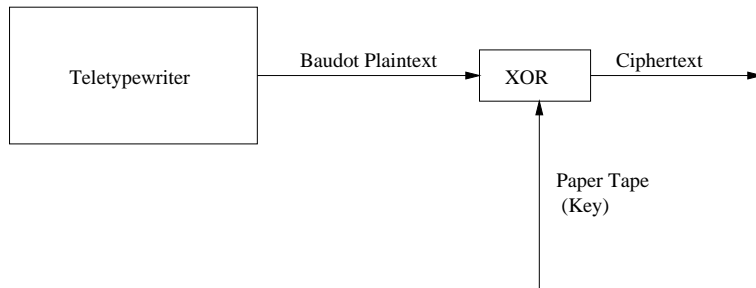 Teletypewriter
Baudot Plaintext
XOR
Ciphertext
Paper Tape
(Key)